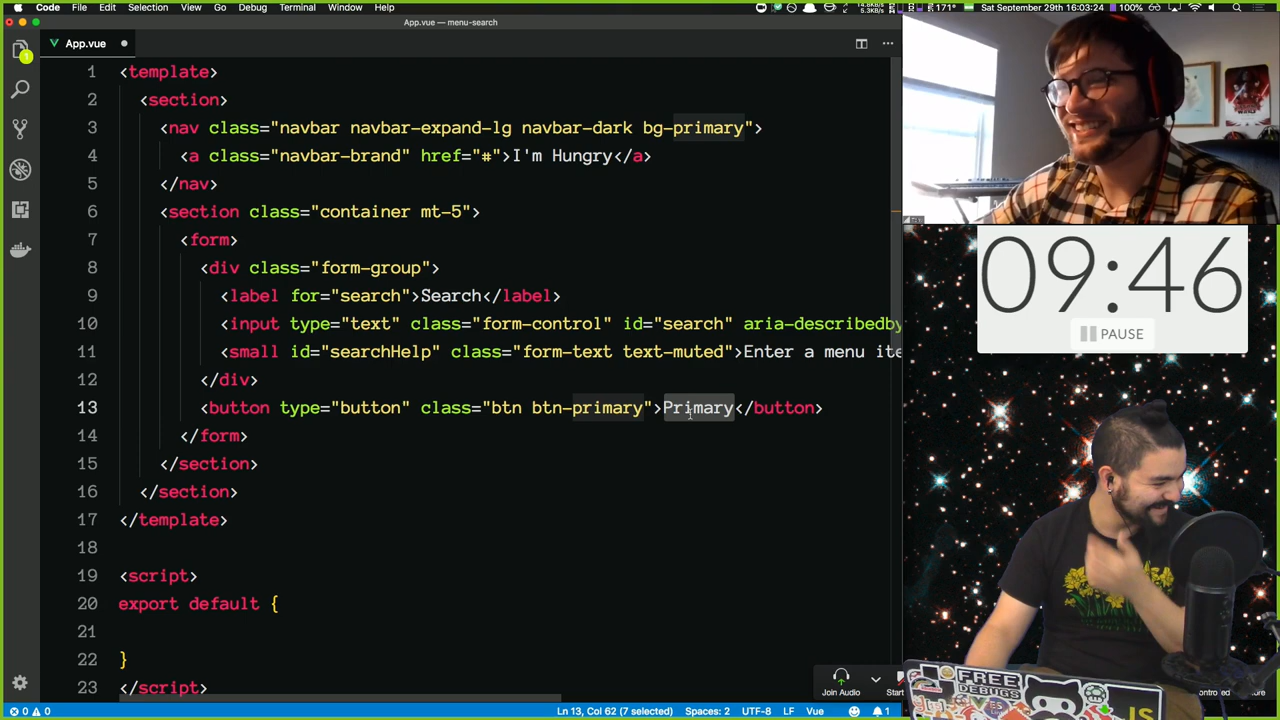 Code File Edit Selection View Go Debug Terminal Window Help
171° Sat September 29th 16:03:24 100%
App.vue — menu-search
App.vue
1 <template>
2 <section>
3 <nav class="navbar navbar-expand-lg navbar-dark bg-primary">
4 <a class="navbar-brand" href="#">I'm Hungry</a>
5 </nav>
6 <section class="container mt-5">
7 <form>
8 <div class="form-group">
9 <label for="search">Search</label>
10 <input type="text" class="form-control" id="search" aria-describedby
11 <small id="searchHelp" class="form-text text-muted">Enter a menu ite
12 </div>
13 <button type="button" class="btn btn-primary">Primary</button>
14 </form>
15 </section>
16 </section>
17 </template>
18
19 <script>
20 export default {
21
22 }
23 </script>
09:46
PAUSE
Join Audio
Start
FREE
DEBUGS
JS
0 0
Ln 13, Col 62 (7 selected) Spaces: 2 UTF-8 LF Vue 1